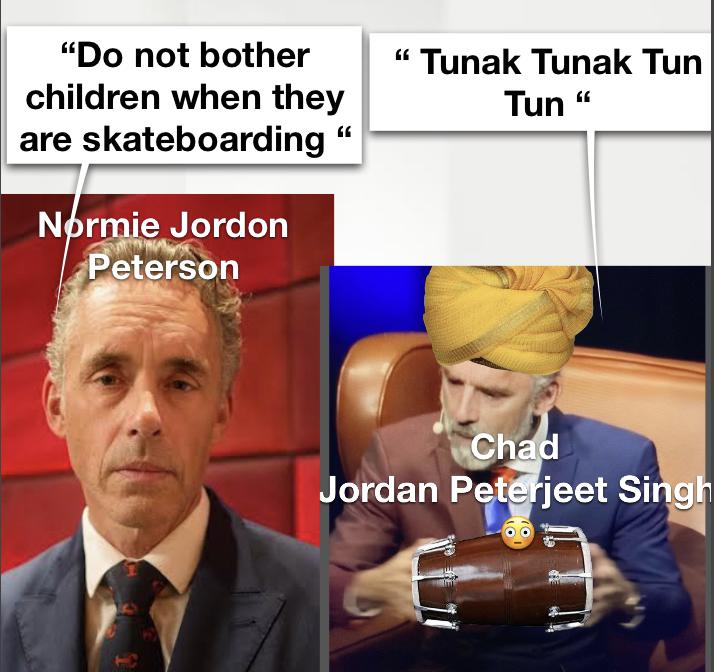 “Do not bother
children when they
are skateboarding “
“ Tunak Tunak Tun
Tun “
Normie Jordon
Peterson
Chad
Jordan Peterjeet Singh
😳